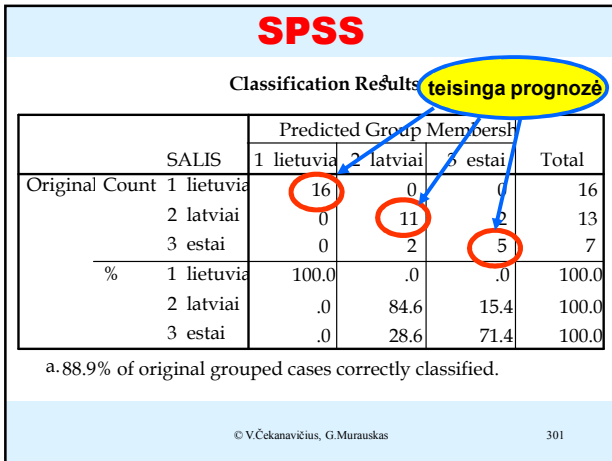 SPSS
Classification Results a
teisinga prognozė
Predicted Group Membersh
SALIS 1 lietuvia 2 latviai 3 estai Total
Original Count 1 lietuvia 16 0 0 16
2 latviai 0 11 2 13
3 estai 0 2 5 7
% 1 lietuvia 100.0 .0 .0 100.0
2 latviai .0 84.6 15.4 100.0
3 estai .0 28.6 71.4 100.0
a. 88.9% of original grouped cases correctly classified.
© V.Čekanavičius, G.Murauskas 301